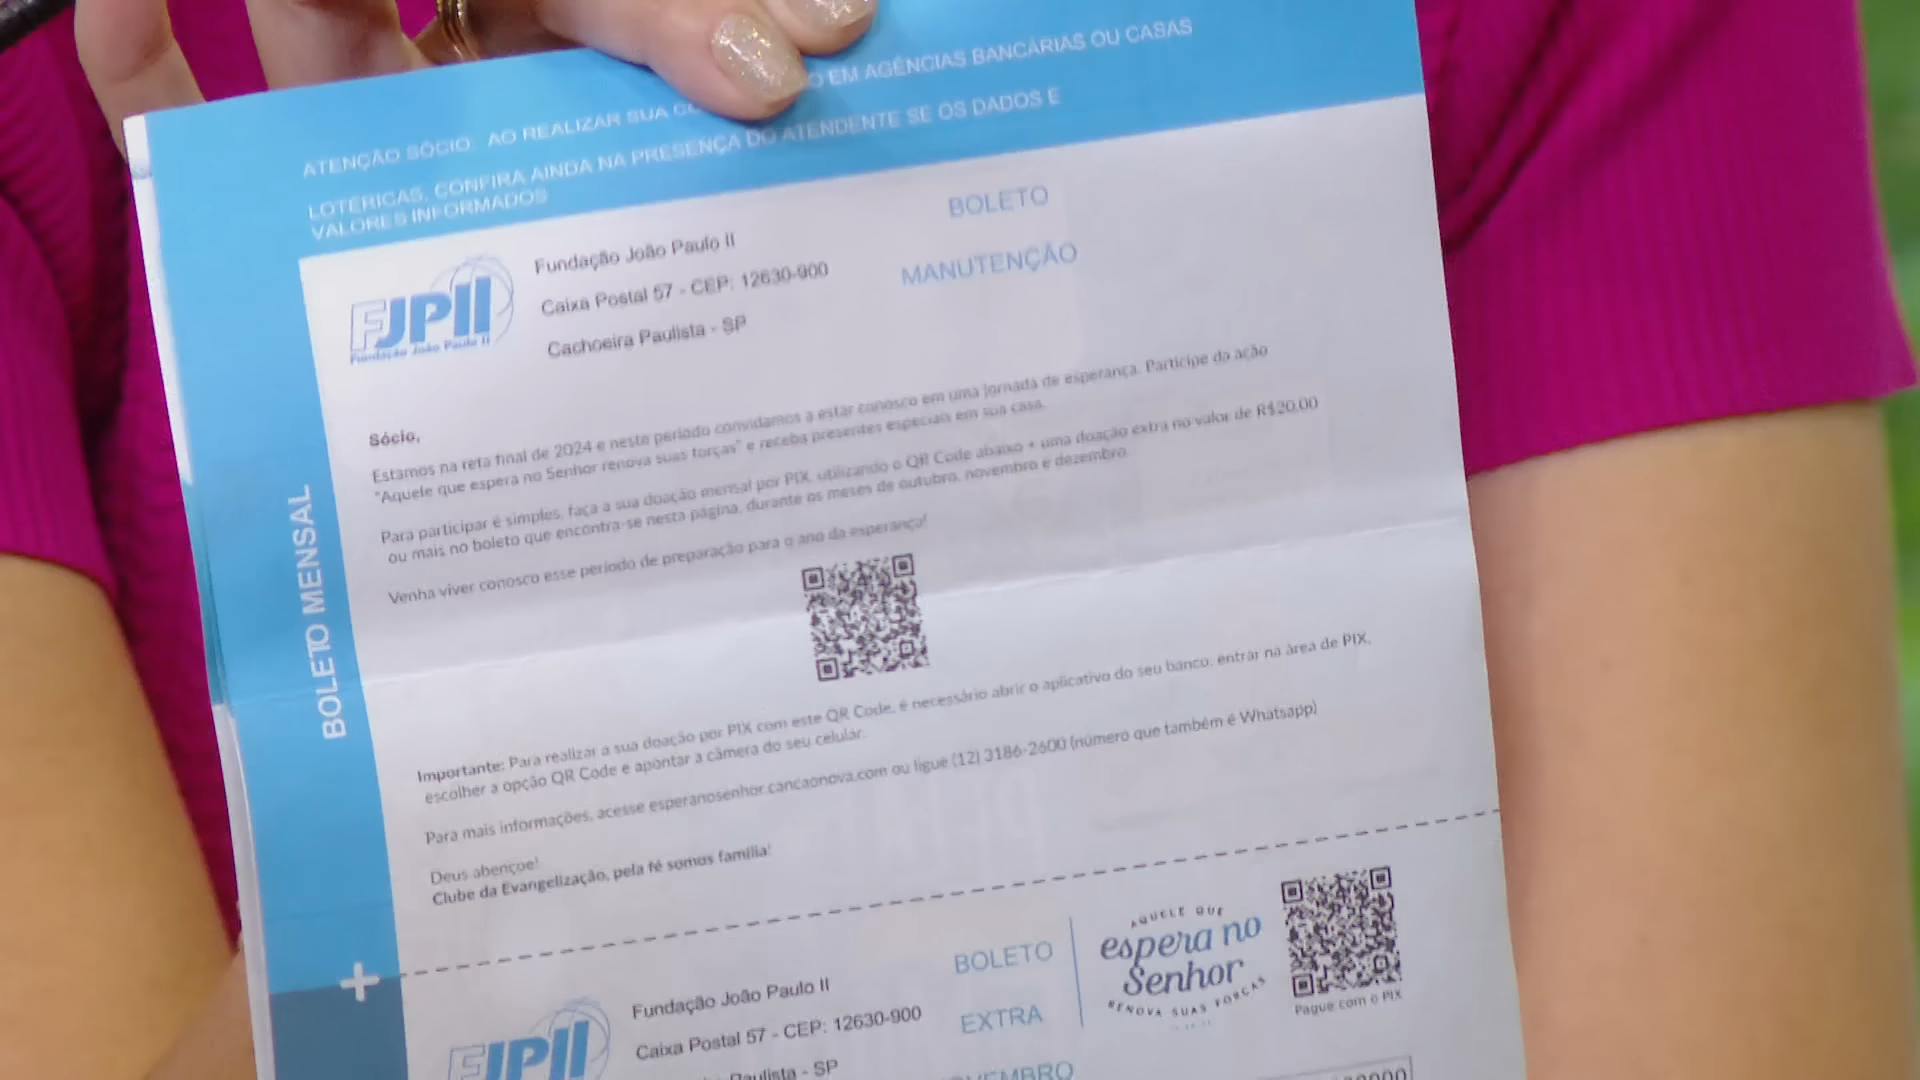 ATENÇÃO SÓCIO: AO REALIZAR SUA EM AGÊNCIAS BANCÁRIAS OU CASAS
LOTÉRICAS, CONFIRA AINDA NA PRESENÇA DO ATENDENTE SE OS DADOS E
VALORES INFORMADOS
BOLETO
MANUTENÇÃO
FJPII
Fundação João Paulo II
Fundação João Paulo II
Caixa Postal 57 - CEP: 12630-900
Cachoeira Paulista - SP
BOLETO MENSAL
Sócio,
Estamos na reta final de 2024 e neste período convidamos a estar conosco em uma jornada de esperança. Participe da ação
"Aquele que espera no Senhor renova suas forças" e receba presentes especiais em sua casa.
Para participar é simples, faça a sua doação mensal por PIX, utilizando o QR Code abaixo + uma doação extra no valor de R$20,00
ou mais no boleto que encontra-se nesta página, durante os meses de outubro, novembro e dezembro.
Venha viver conosco esse período de preparação para o ano da esperança!
Importante: Para realizar a sua doação por PIX com este QR Code, é necessário abrir o aplicativo do seu banco, entrar na área de PIX,
escolher a opção QR Code e apontar a câmera do seu celular.
Para mais informações, acesse esperanosenhor.cancaonova.com ou ligue (12) 3186-2600 (número que também é Whatsapp)
Deus abençoe!
Clube da Evangelização, pela fé somos família!
+
FJPII
Fundação João Paulo II
Caixa Postal 57 - CEP: 12630-900
Paulista - SP
BOLETO
EXTRA
AQUELE QUE
espera no
Senhor
RENOVA SUAS FORÇAS
Pague com o PIX